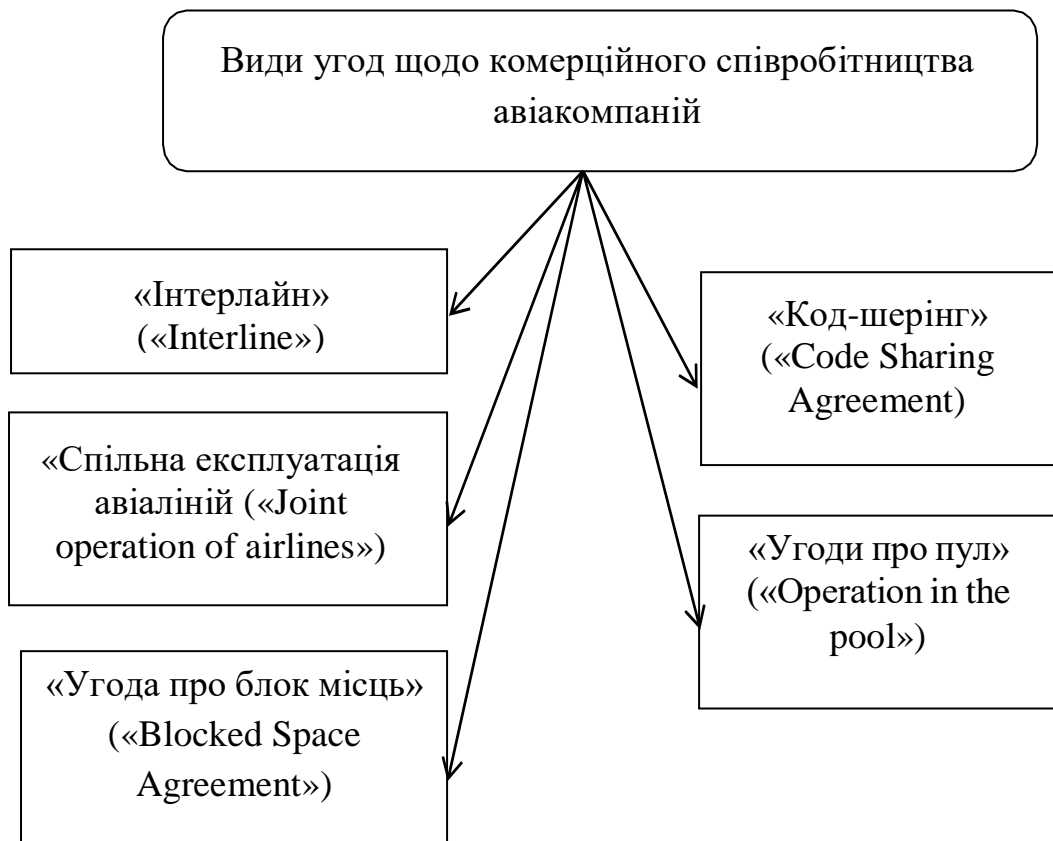 Види угод щодо комерційного співробітництва
авіакомпаній
«Інтерлайн»
(«Interline»)
«Спільна експлуатація
авіаліній («Joint
operation of airlines»)
«Угода про блок місць»
(«Blocked Space
Agreement»)
«Код-шерінг»
(«Code Sharing
Agreement)
«Угоди про пул»
(«Operation in the
pool»)